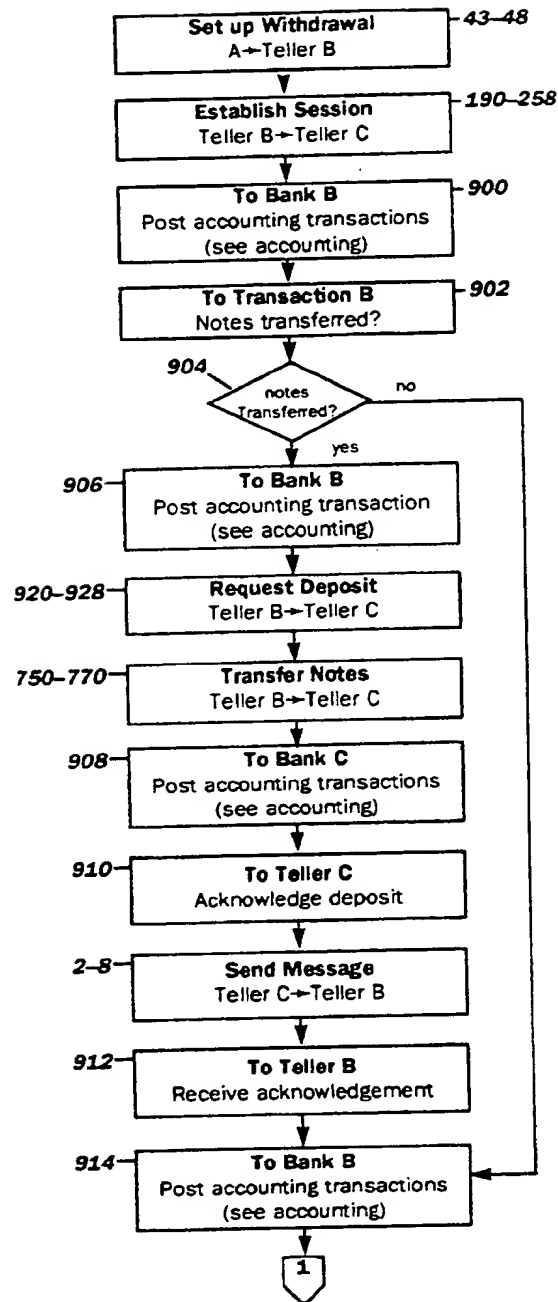 Set up Withdrawal
A→Teller B
43–48
Establish Session
Teller B→Teller C
190–258
To Bank B
Post accounting transactions
(see accounting)
900
To Transaction B
Notes transferred?
902
904
notes
Transferred?
no
yes
906
To Bank B
Post accounting transaction
(see accounting)
920–928
Request Deposit
Teller B→Teller C
750–770
Transfer Notes
Teller B→Teller C
908
To Bank C
Post accounting transactions
(see accounting)
910
To Teller C
Acknowledge deposit
2–8
Send Message
Teller C→Teller B
912
To Teller B
Receive acknowledgement
914
To Bank B
Post accounting transactions
(see accounting)
1